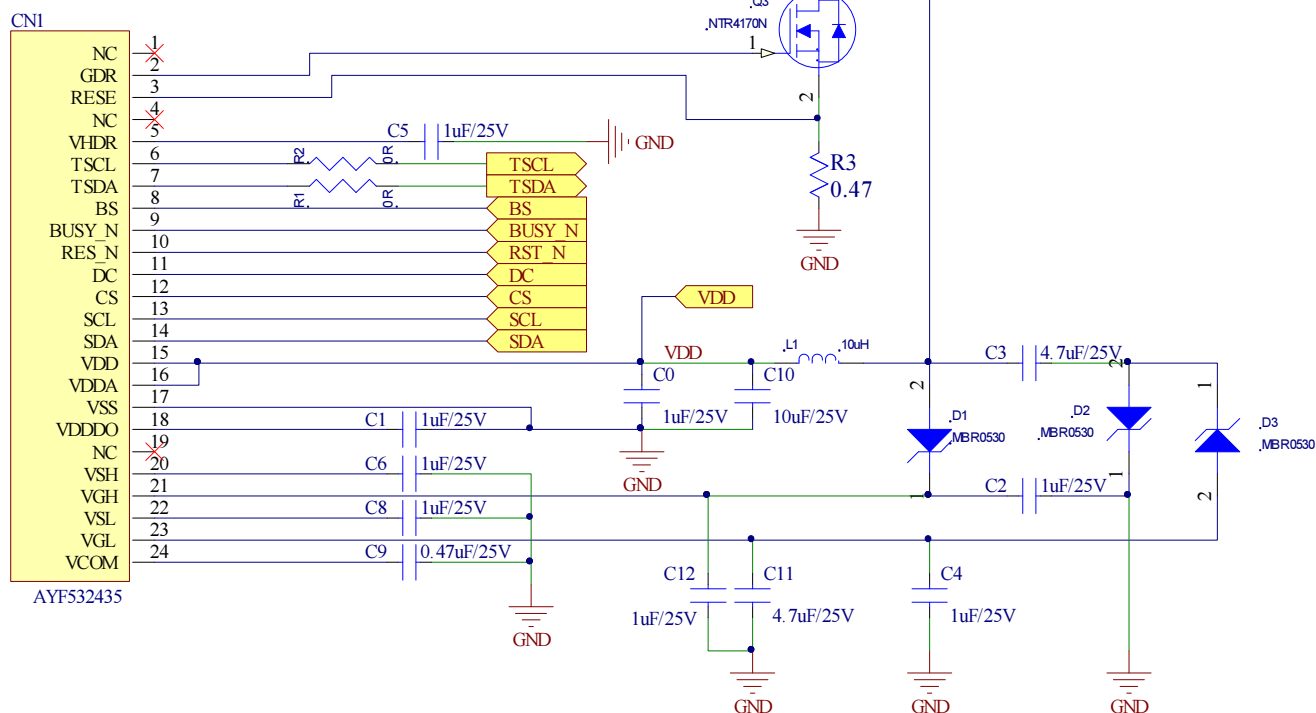 .Q3
CN1
.NTR4170N
1
NC 1
GDR 2
RESE 3
2
NC 4
VHDR 5 C5 1uF/25V GND
TSCL 6 R2 0R TSCL
TSDA 7 R1 0R TSDA
R3
0.47
BS 8 BS
BUSY_N 9 BUSY_N
RES_N 10 RST_N
GND
DC 11 DC
CS 12 CS VDD
SCL 13 SCL
SDA 14 SDA
VDD 15 VDD .L1 .10uH C3 4.7uF/25V 2
VDDA 16 C0 C10 2 1
VSS 17 1uF/25V 10uF/25V .D1 .D2 .D3
VDDDO 18 C1 1uF/25V .MBR0530 .MBR0530 .MBR0530
NC 19
VSH 20 C6 1uF/25V GND 1
VGH 21 1 C2 1uF/25V 2
VSL 22 C8 1uF/25V
VGL 23
VCOM 24 C9 0.47uF/25V
C12 C11 C4
AYF532435
1uF/25V 4.7uF/25V 1uF/25V
GND
GND GND GND